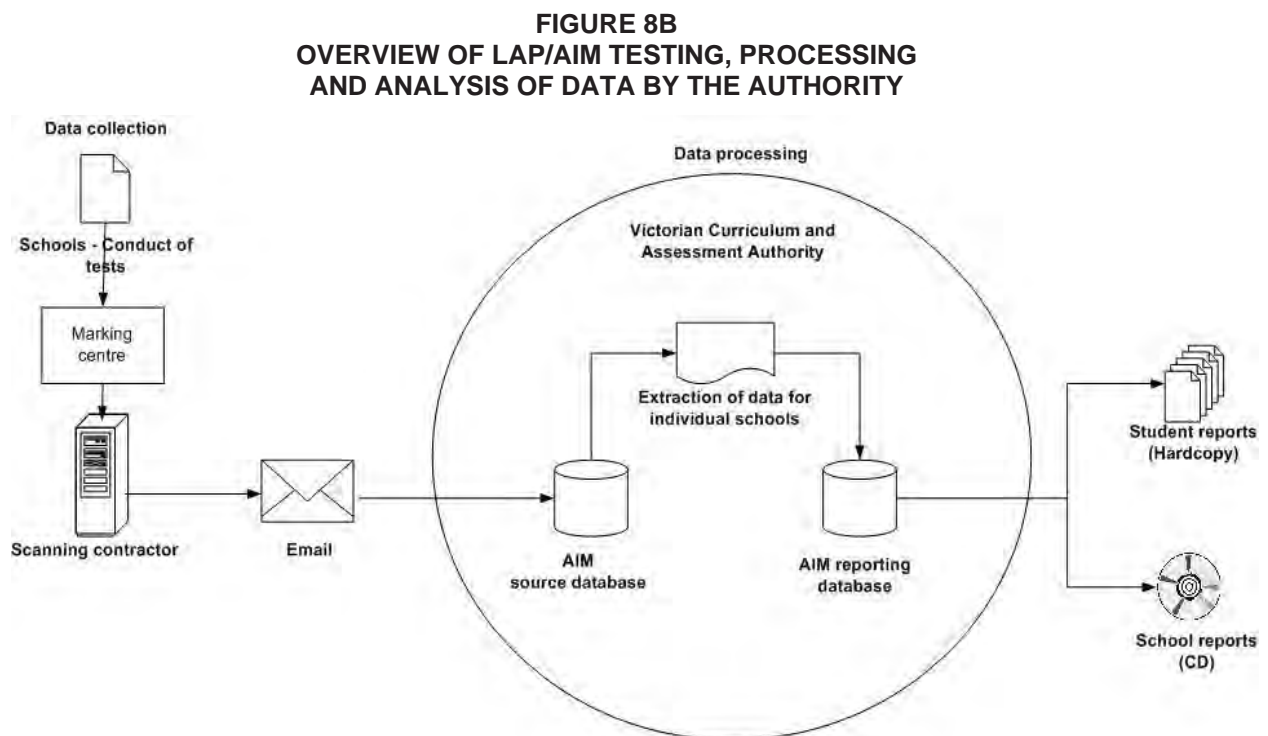 FIGURE 8B
OVERVIEW OF LAP/AIM TESTING, PROCESSING
AND ANALYSIS OF DATA BY THE AUTHORITY
Data collection
Schools - Conduct of
tests
Marking
centre
Scanning contractor
Email
Data processing
Victorian Curriculum and
Assessment Authority
Extraction of data for
individual schools
AIM
source database
AIM reporting
database
Student reports
(Hardcopy)
School reports
(CD)